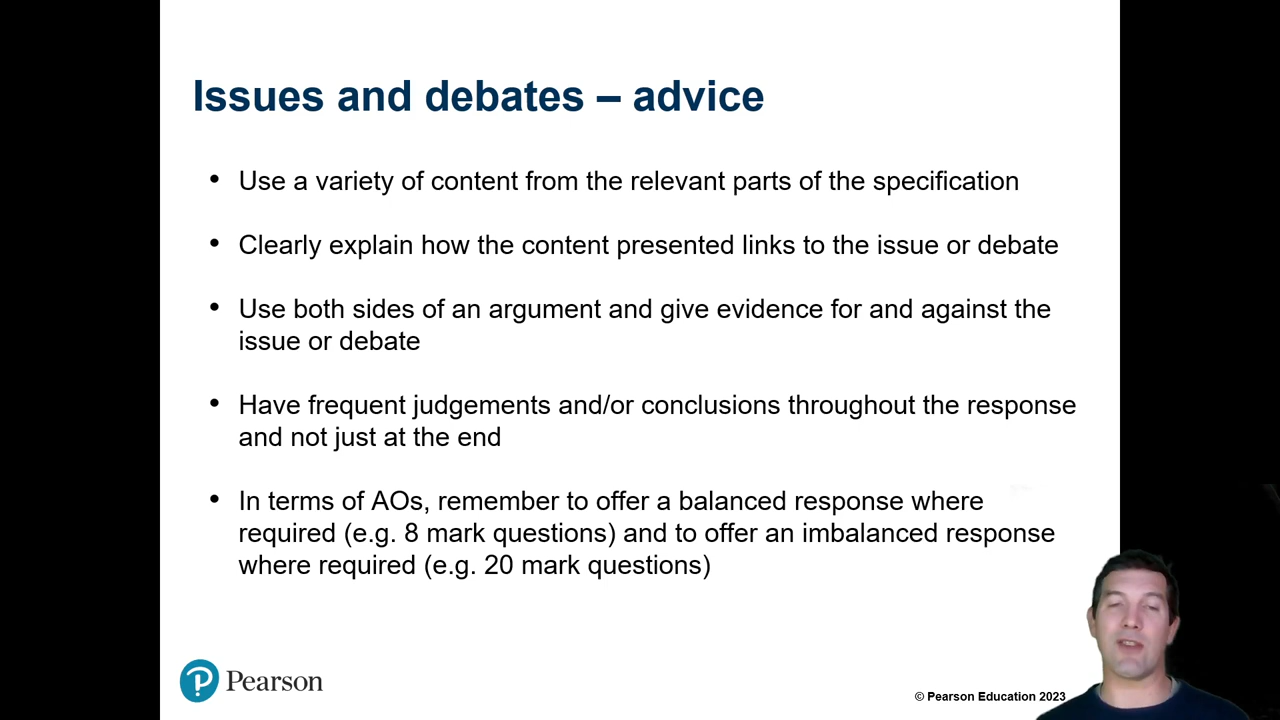 Issues and debates – advice
• Use a variety of content from the relevant parts of the specification
• Clearly explain how the content presented links to the issue or debate
• Use both sides of an argument and give evidence for and against the
issue or debate
• Have frequent judgements and/or conclusions throughout the response
and not just at the end
• In terms of AOs, remember to offer a balanced response where
required (e.g. 8 mark questions) and to offer an imbalanced response
where required (e.g. 20 mark questions)
Pearson
© Pearson Education 2023